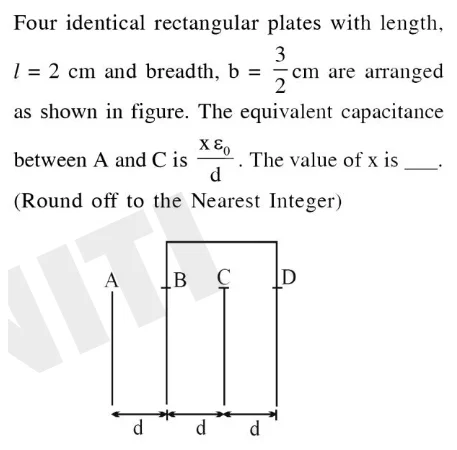 Four identical rectangular plates with length,
l = 2 cm and breadth, b = 3/2 cm are arranged
as shown in figure. The equivalent capacitance
between A and C is xε₀/d. The value of x is ___.
(Round off to the Nearest Integer)
A B C D
d d d
NITI